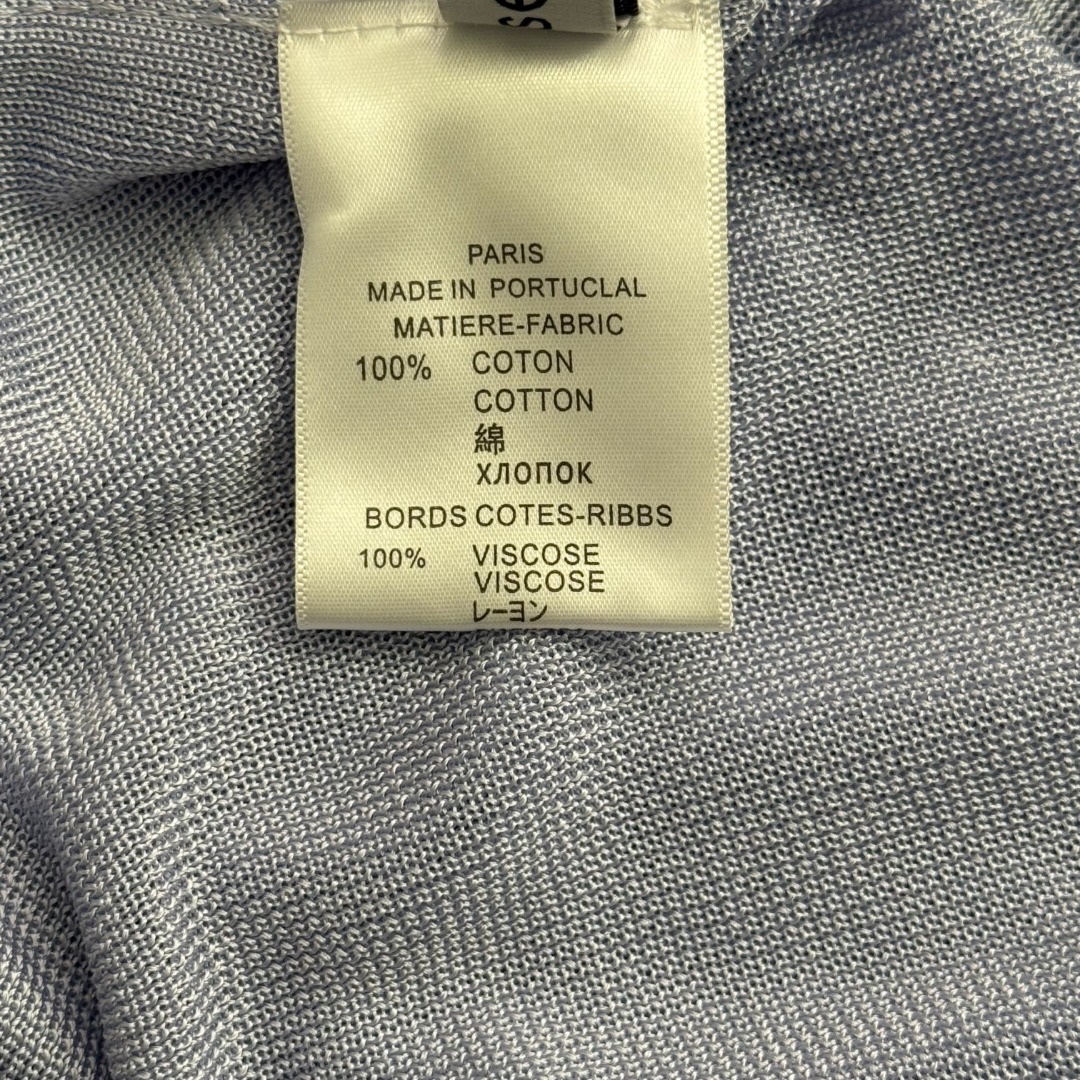 PARIS
MADE IN PORTUCLAL
MATIERE-FABRIC
100% COTON
COTTON
綿
хлопок
BORDS COTES-RIBBS
100% VISCOSE
VISCOSE
レーヨン